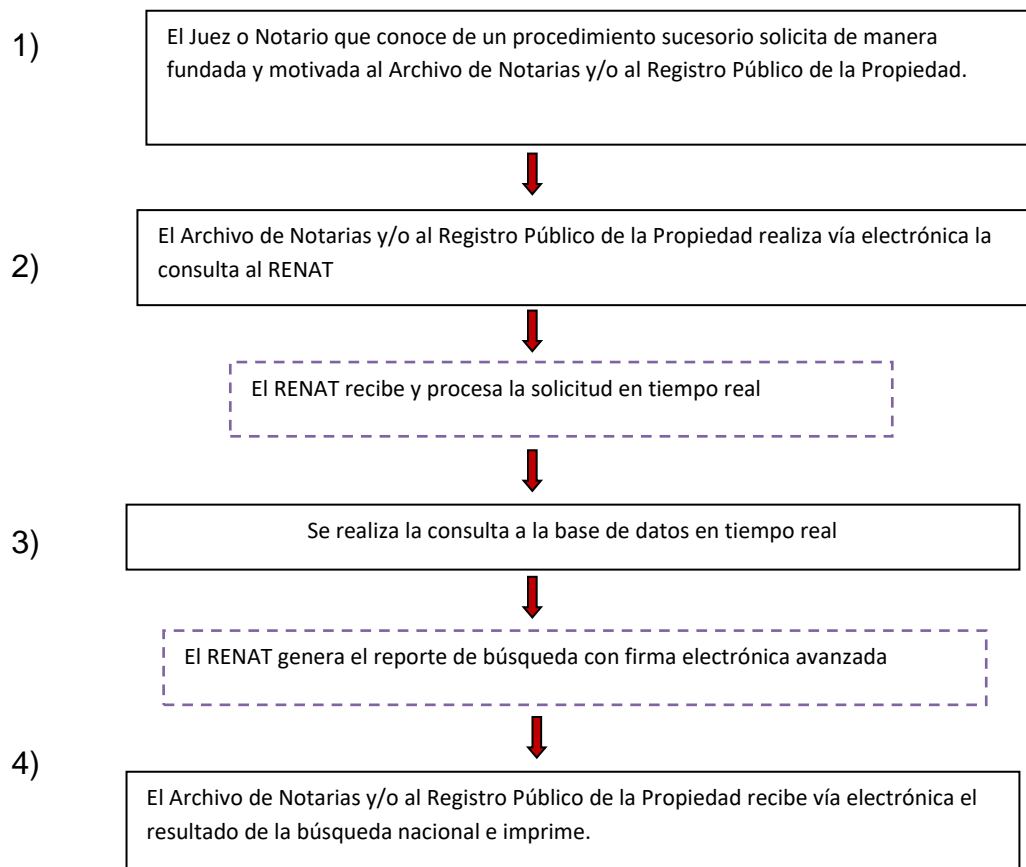 1)
El Juez o Notario que conoce de un procedimiento sucesorio solicita de manera
fundada y motivada al Archivo de Notarias y/o al Registro Público de la Propiedad.
2)
El Archivo de Notarias y/o al Registro Público de la Propiedad realiza vía electrónica la
consulta al RENAT
El RENAT recibe y procesa la solicitud en tiempo real
3)
Se realiza la consulta a la base de datos en tiempo real
El RENAT genera el reporte de búsqueda con firma electrónica avanzada
4)
El Archivo de Notarias y/o al Registro Público de la Propiedad recibe vía electrónica el
resultado de la búsqueda nacional e imprime.